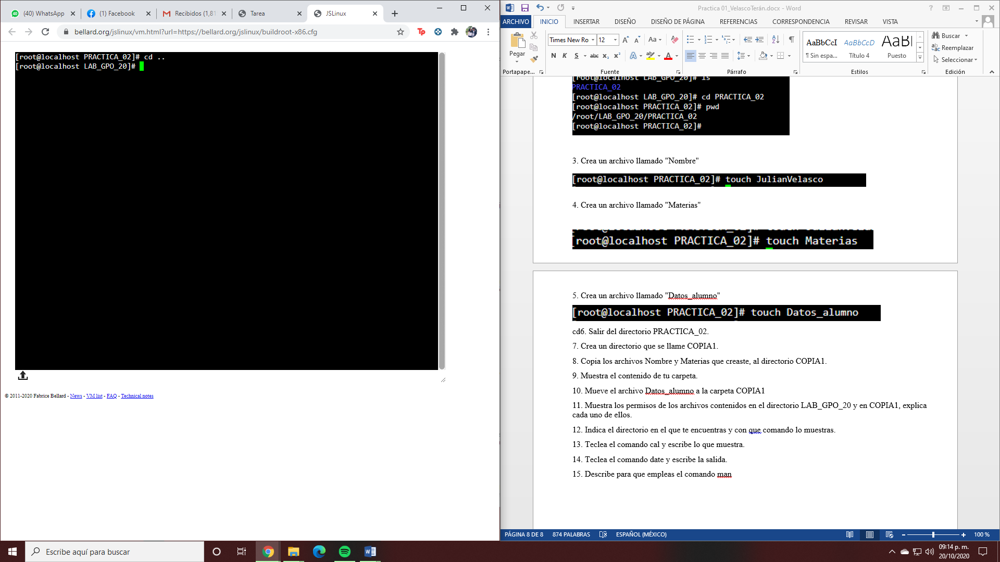 (40) WhatsApp
(1) Facebook
Recibidos (1,81
Tarea
JSLinux
bellard.org/jslinux/vm.html?url=https://bellard.org/jslinux/buildroot-x86.cfg
[root@localhost PRACTICA_02]# cd ..
[root@localhost LAB_GPO_20]#
© 2011-2020 Fabrice Bellard - News - VM list - FAQ - Technical notes
Practica 01_VelascoTerán.docx - Word
ARCHIVO INICIO INSERTAR DISEÑO DISEÑO DE PÁGINA REFERENCIAS CORRESPONDENCIA REVISAR VISTA
Pegar
Times New Ro 12
N K S abc x₂ x²
AaBbCcI AaBbCcD AaBI
¶ Sin espa... Título 4 Puesto
Buscar
Reemplazar
Seleccionar
Portapape... Fuente Párrafo Estilos Edición
[root@localhost LAB_GPO_20]# ls
PRACTICA_02
[root@localhost LAB_GPO_20]# cd PRACTICA_02
[root@localhost PRACTICA_02]# pwd
/root/LAB_GPO_20/PRACTICA_02
[root@localhost PRACTICA_02]#
3. Crea un archivo llamado "Nombre"
[root@localhost PRACTICA_02]# touch JulianVelasco
4. Crea un archivo llamado "Materias"
[root@localhost PRACTICA_02]# touch Materias
5. Crea un archivo llamado "Datos_alumno"
[root@localhost PRACTICA_02]# touch Datos_alumno
cd6. Salir del directorio PRACTICA_02.
7. Crea un directorio que se llame COPIA1.
8. Copia los archivos Nombre y Materias que creaste, al directorio COPIA1.
9. Muestra el contenido de tu carpeta.
10. Mueve el archivo Datos_alumno a la carpeta COPIA1
11. Muestra los permisos de los archivos contenidos en el directorio LAB_GPO_20 y en COPIA1, explica
cada uno de ellos.
12. Indica el directorio en el que te encuentras y con que comando lo muestras.
13. Teclea el comando cal y escribe lo que muestra.
14. Teclea el comando date y escribe la salida.
15. Describe para que empleas el comando man
PÁGINA 8 DE 8 874 PALABRAS ESPAÑOL (MÉXICO) 100 %
Escribe aquí para buscar
09:14 p. m.
20/10/2020